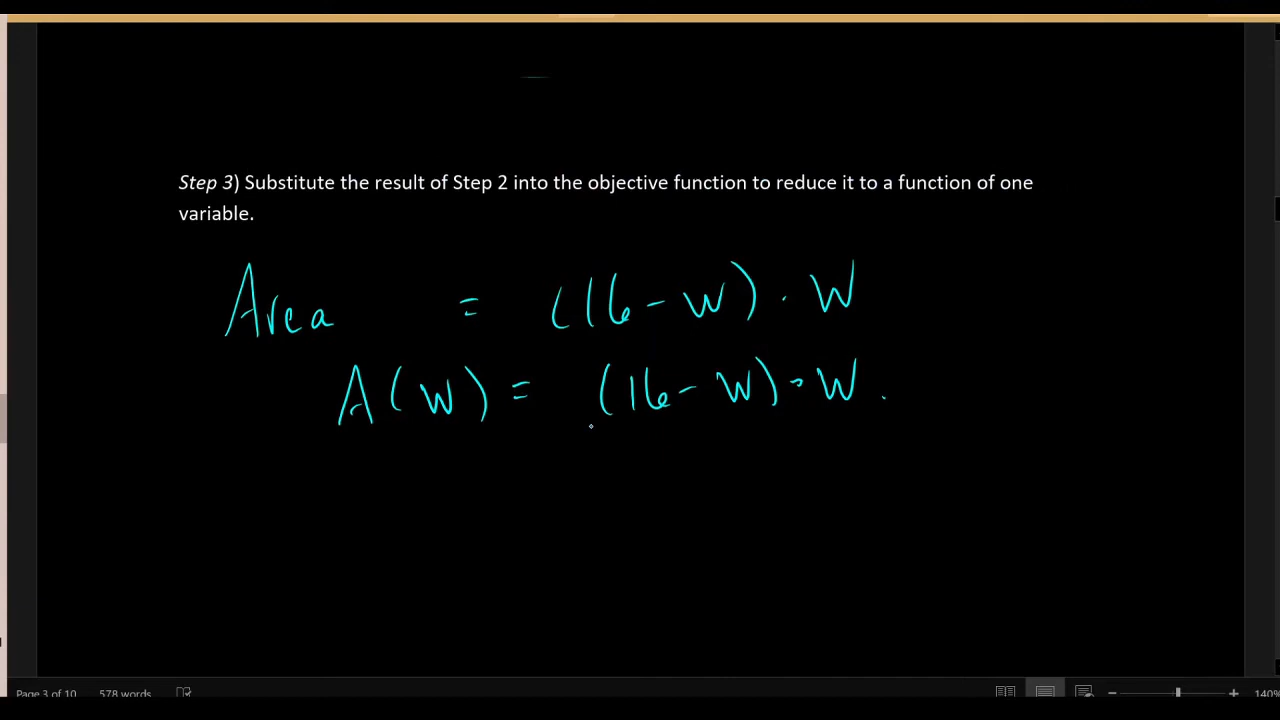 Step 3) Substitute the result of Step 2 into the objective function to reduce it to a function of one
variable.
Area = (16 - W) · W
A(W) = (16 - W) · W.
Page 3 of 10 578 words 140%